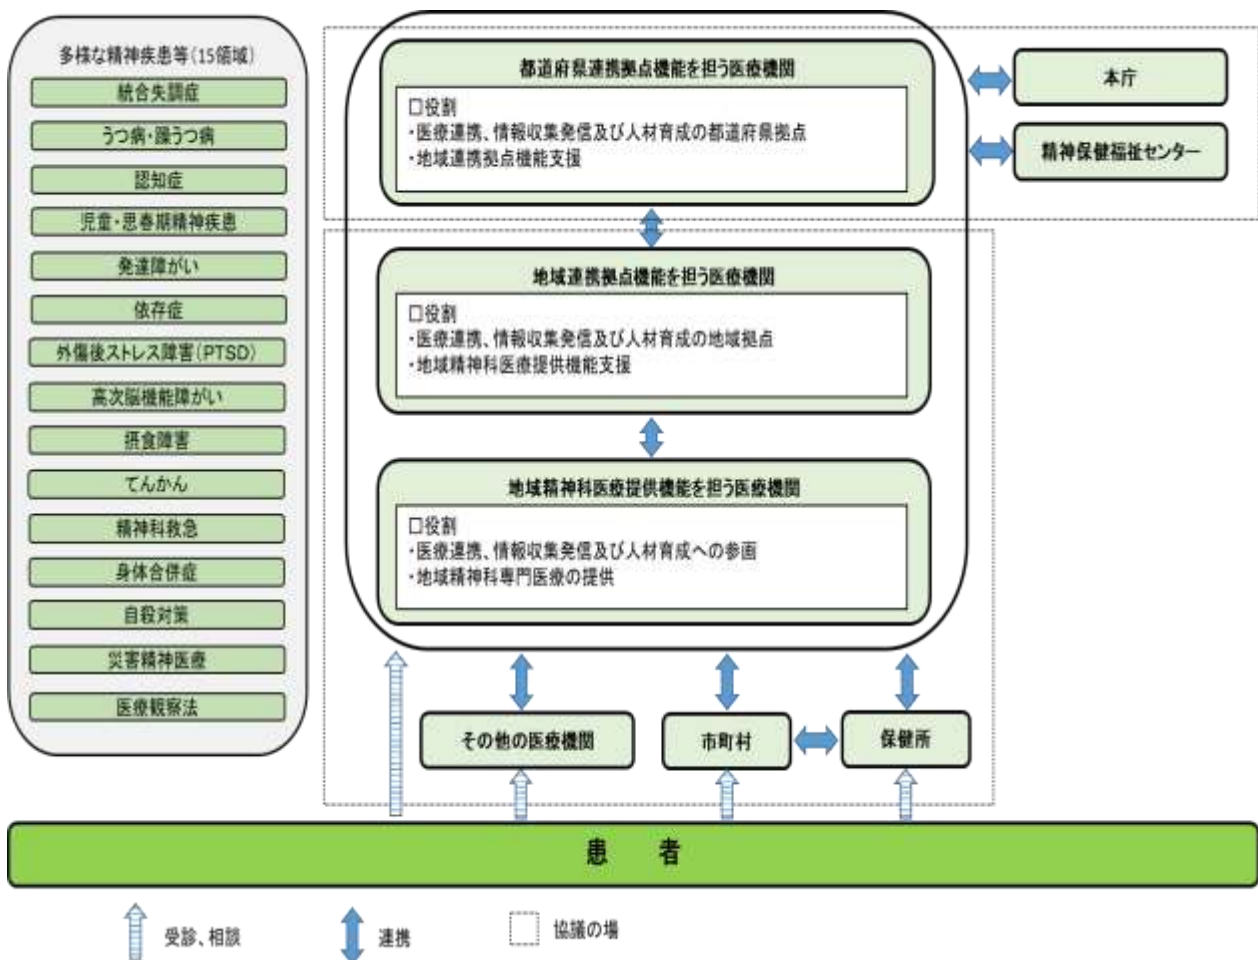 多様な精神疾患等(15領域)
統合失調症
うつ病・躁うつ病
認知症
児童・思春期精神疾患
発達障がい
依存症
外傷後ストレス障害(PTSD)
高次脳機能障がい
摂食障害
てんかん
精神科救急
身体合併症
自殺対策
災害精神医療
医療観察法
都道府県連携拠点機能を担う医療機関
□役割
・医療連携、情報収集発信及び人材育成の都道府県拠点
・地域連携拠点機能支援
本庁
精神保健福祉センター
地域連携拠点機能を担う医療機関
□役割
・医療連携、情報収集発信及び人材育成の地域拠点
・地域精神科医療提供機能支援
地域精神科医療提供機能を担う医療機関
□役割
・医療連携、情報収集発信及び人材育成への参画
・地域精神科専門医療の提供
その他の医療機関
市町村
保健所
患 者
受診、相談
連携
協議の場